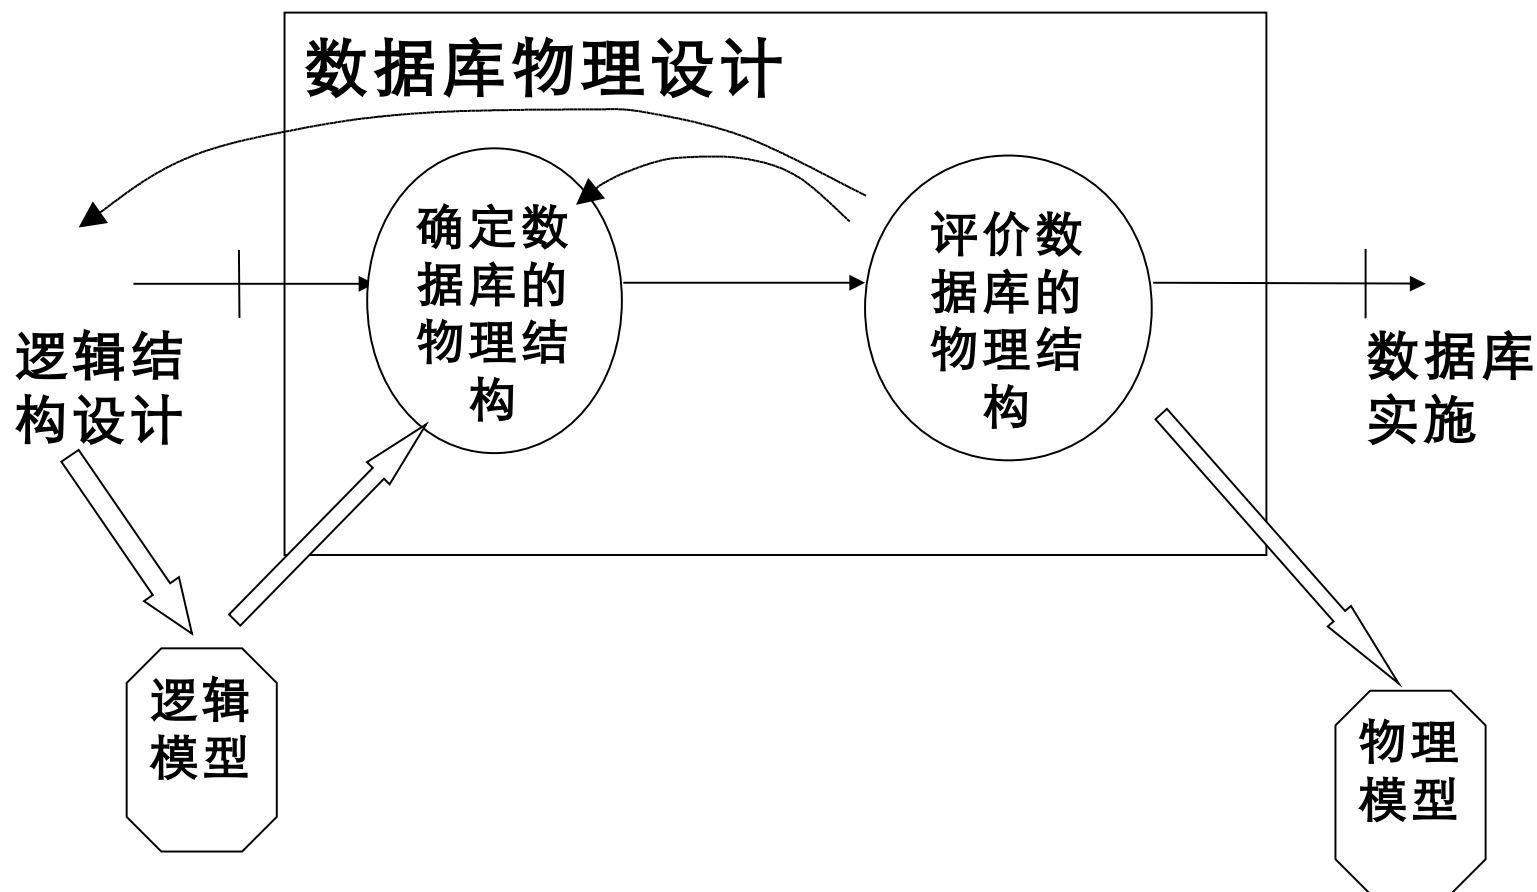 数据库物理设计
确定数
据库的
物理结
构
评价数
据库的
物理结
构
逻辑结
构设计
数据库
实施
逻辑
模型
物理
模型